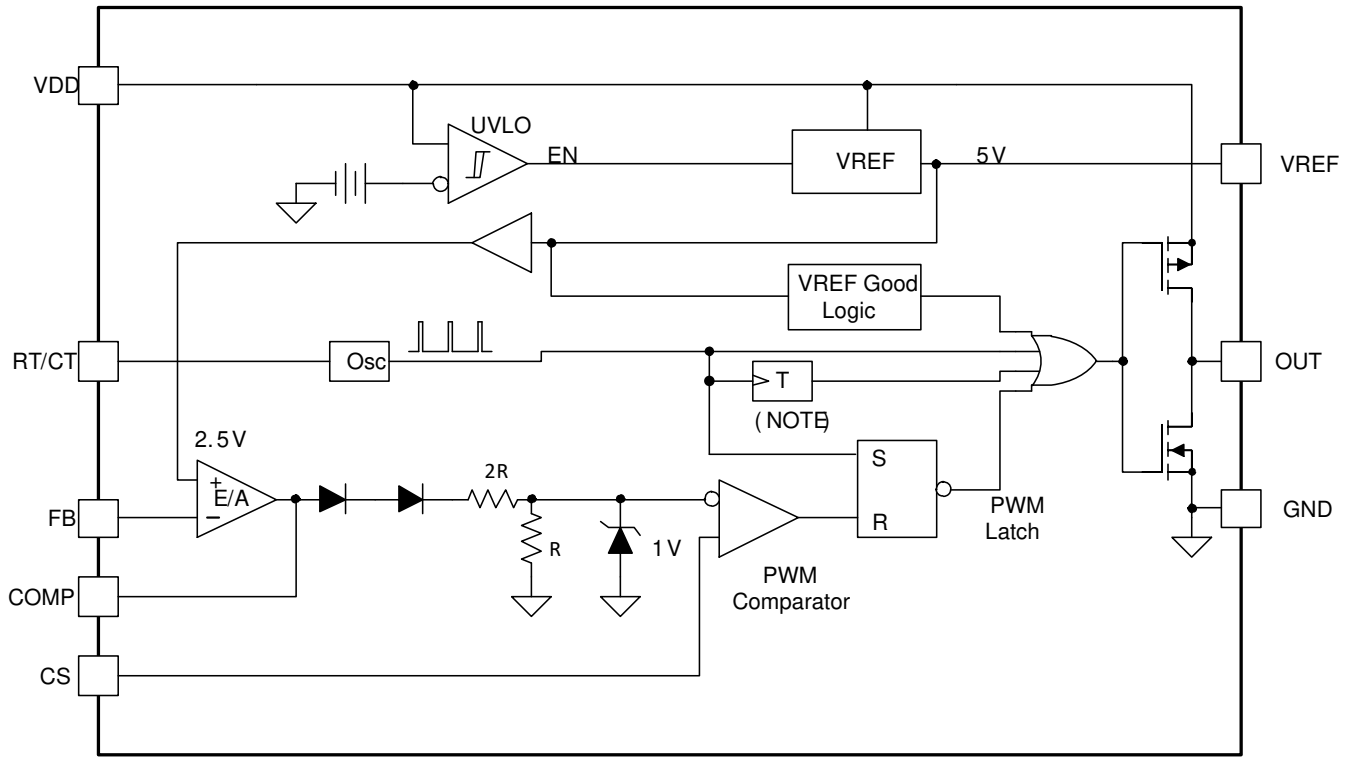 VDD
UVLO
EN
VREF
5V
VREF
VREF Good
Logic
RT/CT
Osc
T
(NOTE)
OUT
2.5V
+
E/A
−
FB
2R
R
1V
S
R
PWM
Latch
GND
COMP
PWM
Comparator
CS